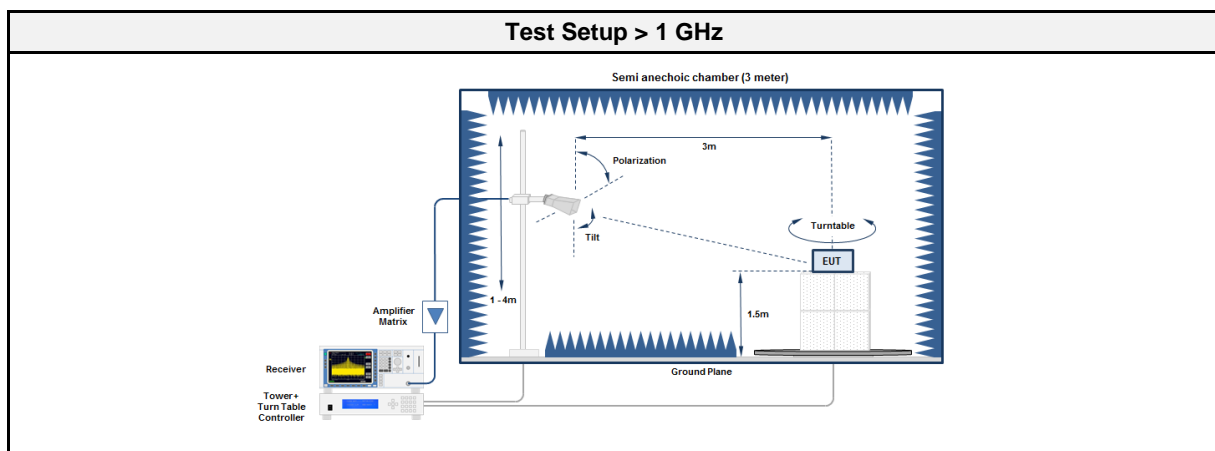 Test Setup > 1 GHz
Semi anechoic chamber (3 meter)
3m
Polarization
Turntable
Tilt
EUT
1 - 4m
1.5m
Amplifier
Matrix
Ground Plane
Receiver
Tower+
Turn Table
Controller